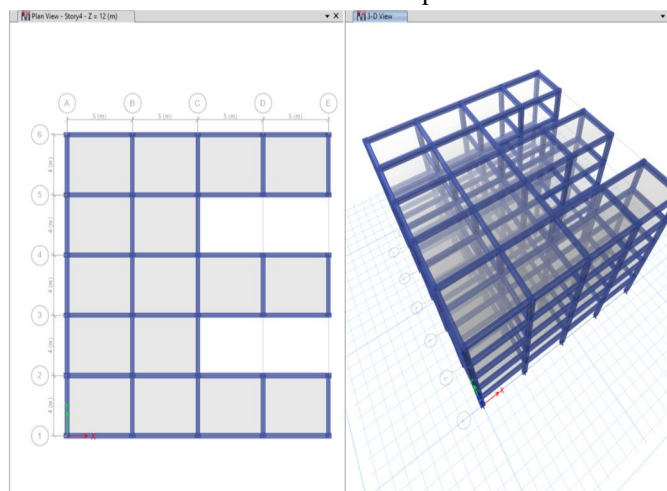 Plan View - Story4 - Z = 12 (m)
3-D View
A B C D E
5 (m) 5 (m) 5 (m) 5 (m)
6
4 (m)
5
4 (m)
4
4 (m)
3
4 (m)
2
4 (m)
1
X
X